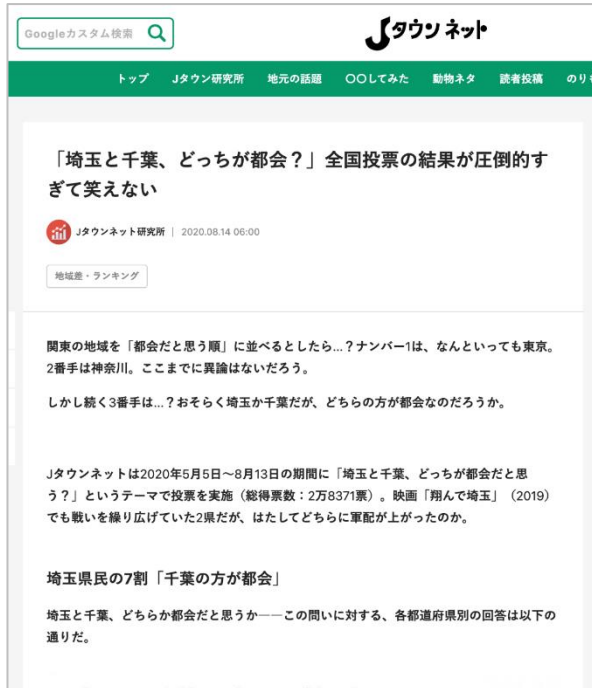 Googleカスタム検索
Jタウンネット
トップ Jタウン研究所 地元の話題 〇〇してみた 動物ネタ 読者投稿 のり
「埼玉と千葉、どっちが都会？」全国投票の結果が圧倒的す
ぎて笑えない
Jタウンネット研究所 | 2020.08.14 06:00
地域差・ランキング
関東の地域を「都会だと思う順」に並べるとしたら...？ナンバー1は、なんといっても東京。
2番手は神奈川。ここまでに異論はないだろう。
しかし続く3番手は...？おそらく埼玉か千葉だが、どちらの方が都会なのだろうか。
Jタウンネットは2020年5月5日～8月13日の期間に「埼玉と千葉、どっちが都会だと思
う？」というテーマで投票を実施（総得票数：2万8371票）。映画「翔んで埼玉」（2019）
でも戦いを繰り広げていた2県だが、はたしてどちらに軍配が上がったのか。
埼玉県民の7割「千葉の方が都会」
埼玉と千葉、どちらか都会だと思うか――この問いに対する、各都道府県別の回答は以下の
通りだ。